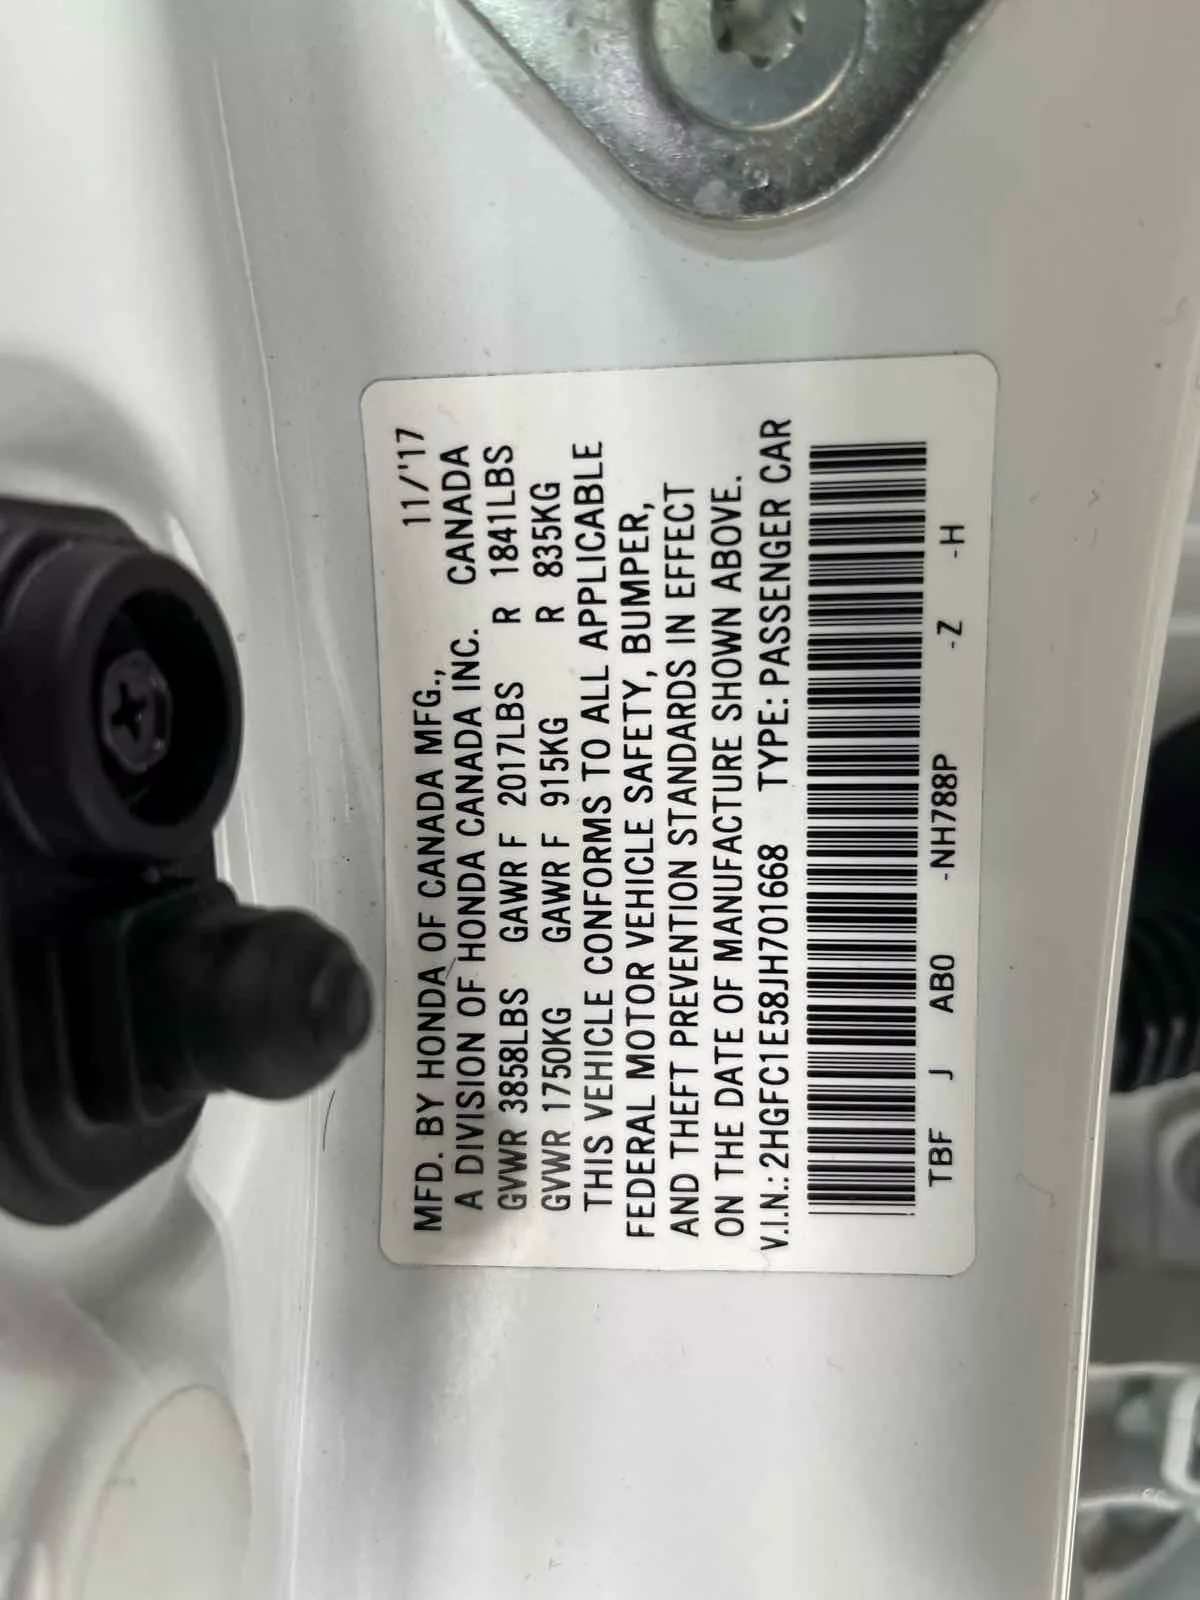 11/'17
MFD. BY HONDA OF CANADA MFG.,
A DIVISION OF HONDA CANADA INC. CANADA
GVWR 3858LBS GAWR F 2017LBS R 1841LBS
GVWR 1750KG GAWR F 915KG R 835KG
THIS VEHICLE CONFORMS TO ALL APPLICABLE
FEDERAL MOTOR VEHICLE SAFETY, BUMPER,
AND THEFT PREVENTION STANDARDS IN EFFECT
ON THE DATE OF MANUFACTURE SHOWN ABOVE.
V.I.N.: 2HGFC1E58JH701668 TYPE: PASSENGER CAR
TBF J AB0 -NH788P -Z -H